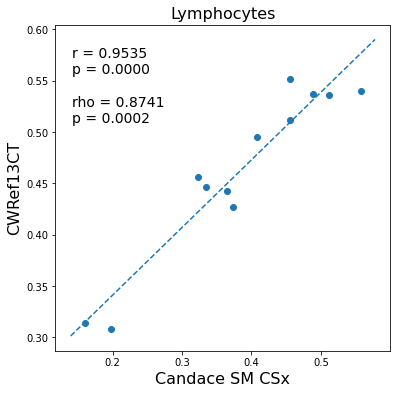 Lymphocytes
r = 0.9535
p = 0.0000
rho = 0.8741
p = 0.0002
0.60
0.55
0.50
0.45
0.40
0.35
0.30
CWRef13CT
0.2 0.3 0.4 0.5
Candace SM CSx